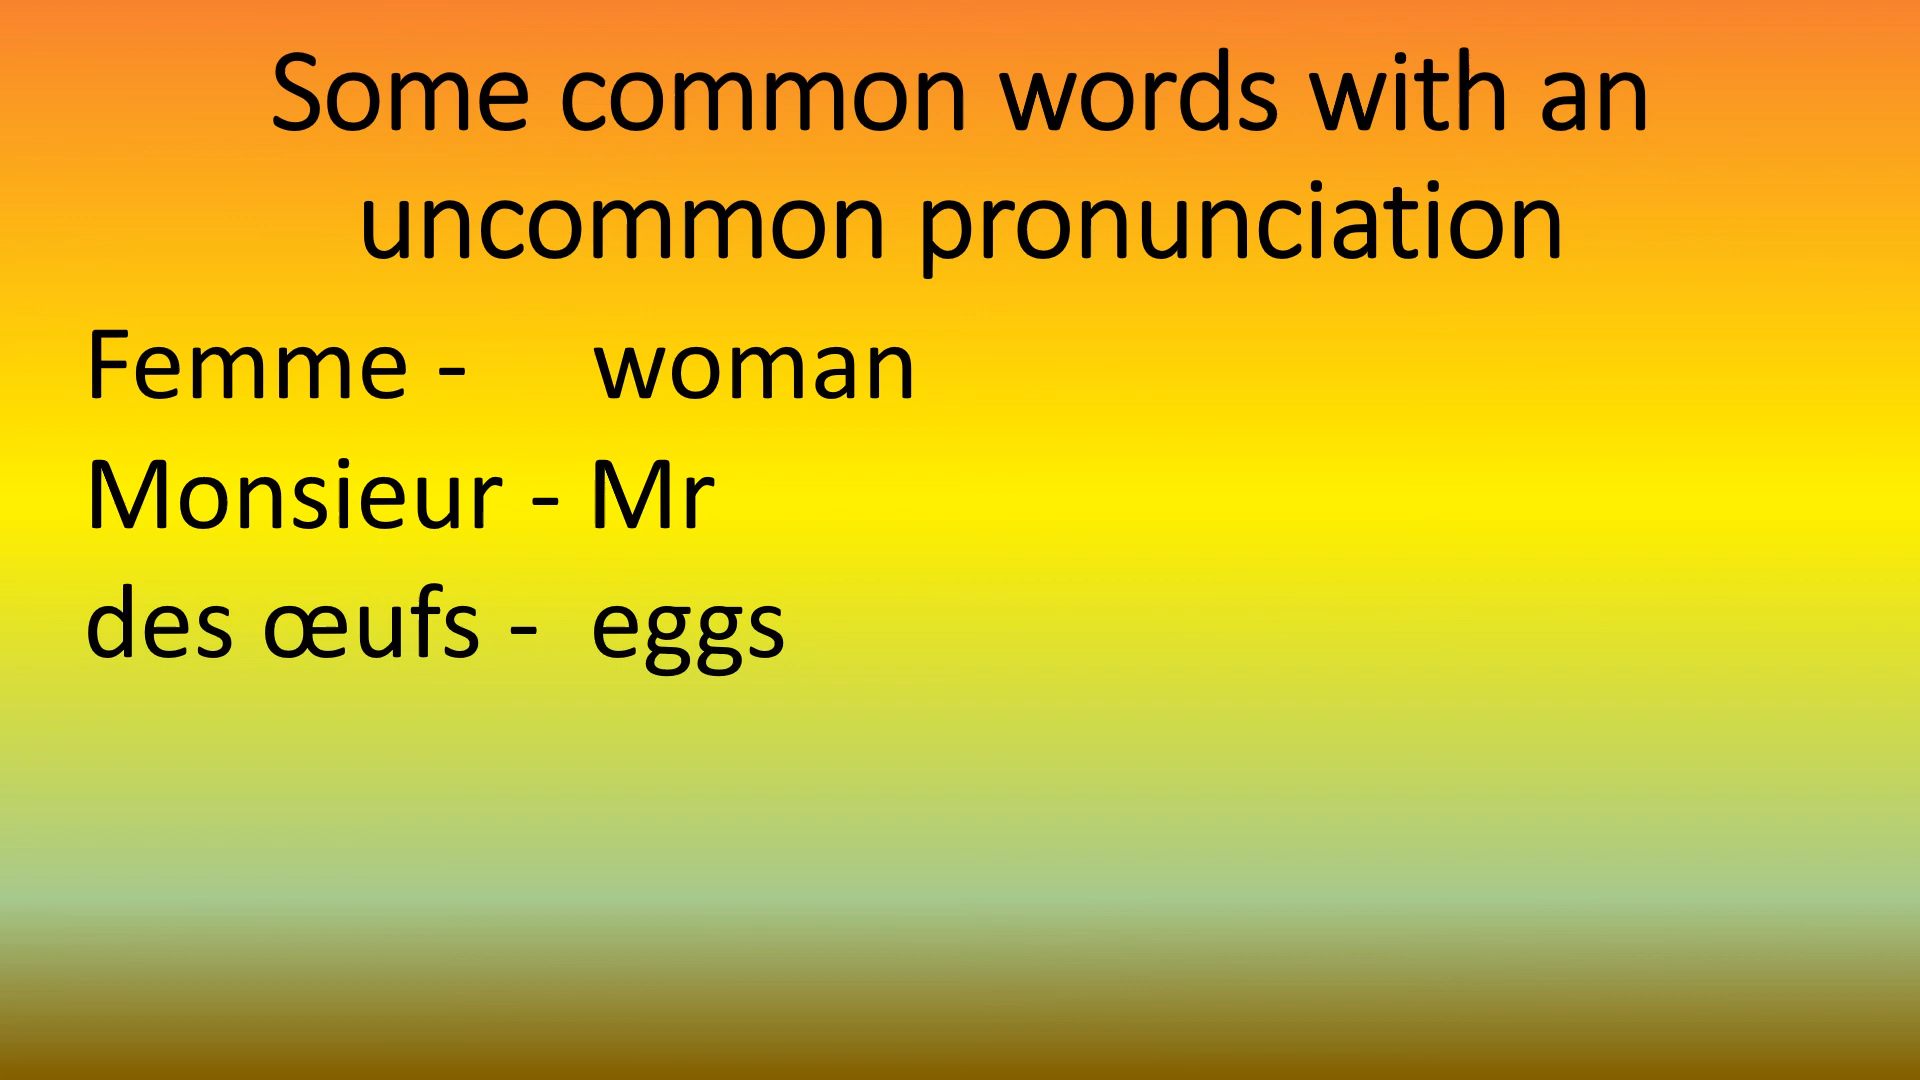 Some common words with an
uncommon pronunciation
Femme - woman
Monsieur - Mr
des œufs - eggs